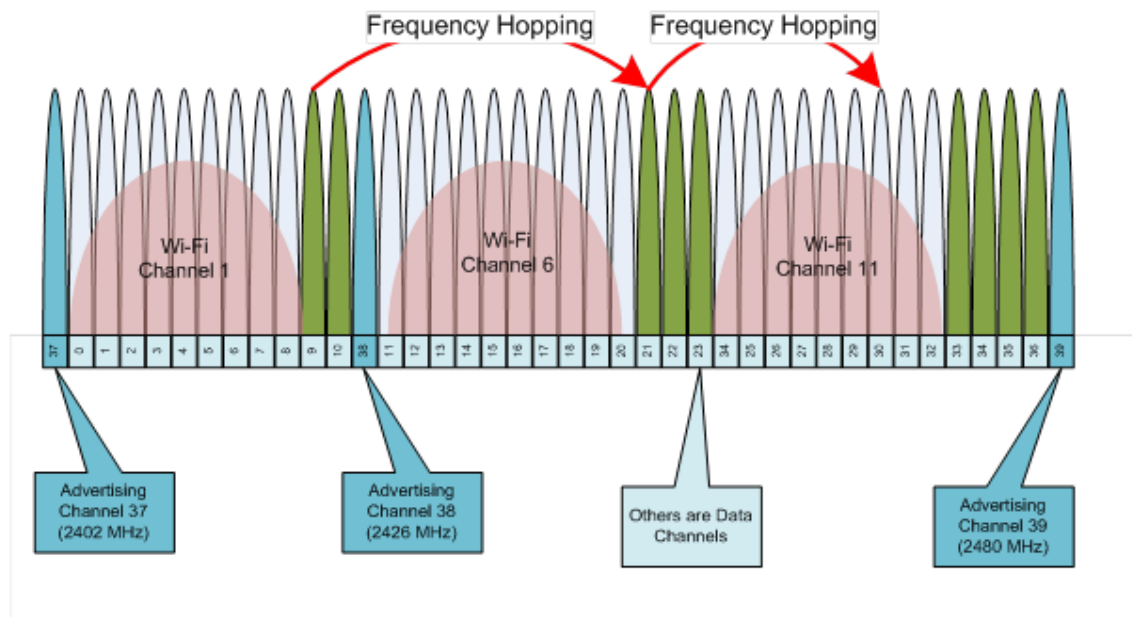 Frequency Hopping
Frequency Hopping
Wi-Fi
Channel 1
Wi-Fi
Channel 6
Wi-Fi
Channel 11
37 0 1 2 3 4 5 6 7 8 9 10 38 11 12 13 14 15 16 17 18 19 20 21 22 23 34 25 26 27 28 29 30 31 32 33 34 35 36 39
Advertising
Channel 37
(2402 MHz)
Advertising
Channel 38
(2426 MHz)
Others are Data
Channels
Advertising
Channel 39
(2480 MHz)